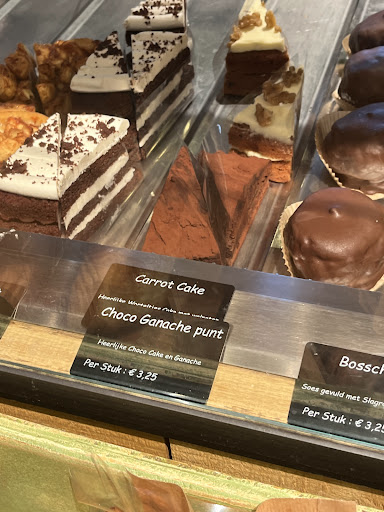 Carrot Cake
Heerlijke
Choco Ganache punt
Heerlijke Choco Cake en Ganache
Per Stuk : € 3,25
Bossch
Soes gevuld met Slagro
Per Stuk : € 3,25